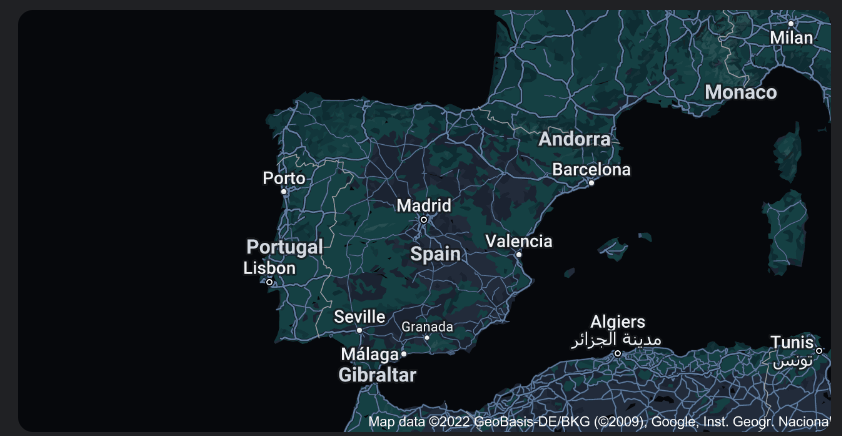 Milan
Monaco
Andorra
Barcelona
Porto
Madrid
Portugal
Valencia
Spain
Lisbon
Seville
Granada
Algiers
مدينة الجزائر
Málaga
Tunis
تونس
Gibraltar
Map data ©2022 GeoBasis-DE/BKG (©2009), Google, Inst. Geogr. Naciona